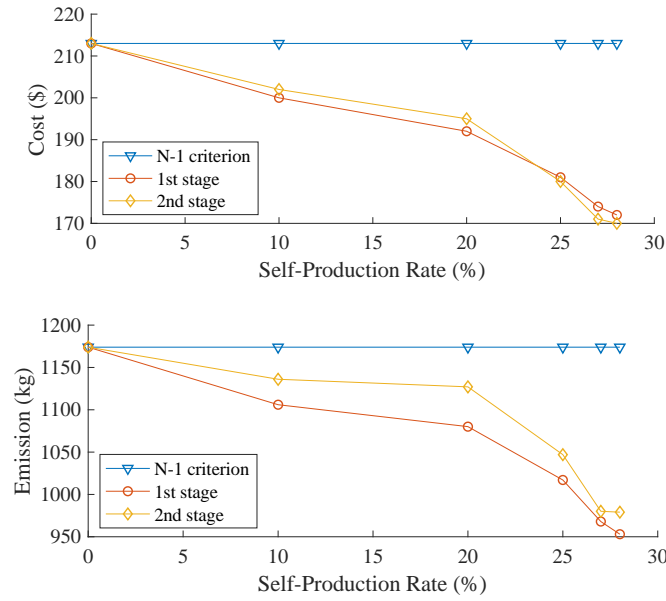 220
210
200
190
180
170
Cost ($)
N-1 criterion
1st stage
2nd stage
0 5 10 15 20 25 30
Self-Production Rate (%)
1200
1150
1100
1050
1000
950
Emission (kg)
N-1 criterion
1st stage
2nd stage
0 5 10 15 20 25 30
Self-Production Rate (%)